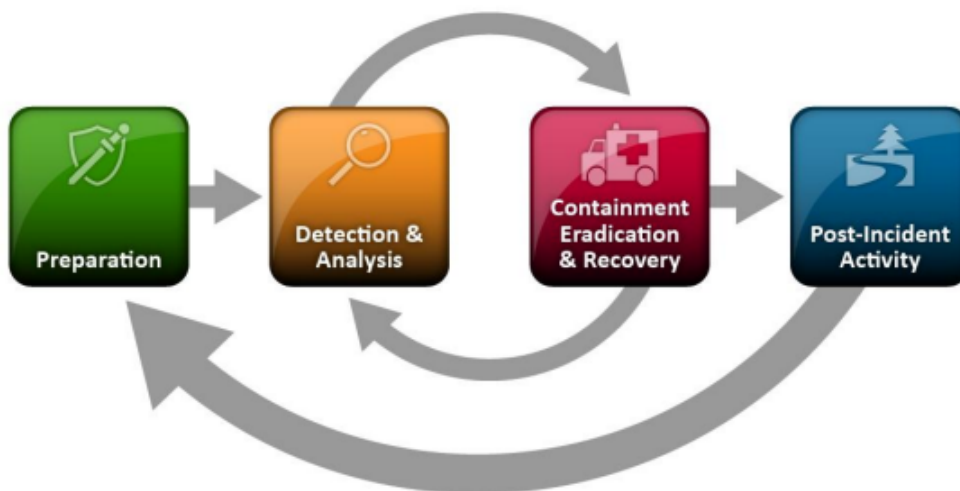 Preparation
Detection &
Analysis
Containment
Eradication
& Recovery
Post-Incident
Activity